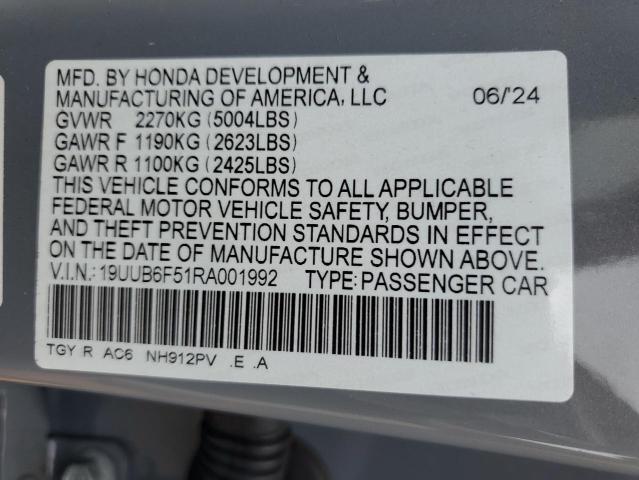 MFD. BY HONDA DEVELOPMENT &
MANUFACTURING OF AMERICA, LLC 06/'24
GVWR 2270KG (5004LBS)
GAWR F 1190KG (2623LBS)
GAWR R 1100KG (2425LBS)
THIS VEHICLE CONFORMS TO ALL APPLICABLE
FEDERAL MOTOR VEHICLE SAFETY, BUMPER,
AND THEFT PREVENTION STANDARDS IN EFFECT
ON THE DATE OF MANUFACTURE SHOWN ABOVE.
V.I.N.: 19UUB6F51RA001992 TYPE: PASSENGER CAR
TGY R AC6 NH912PV .E .A